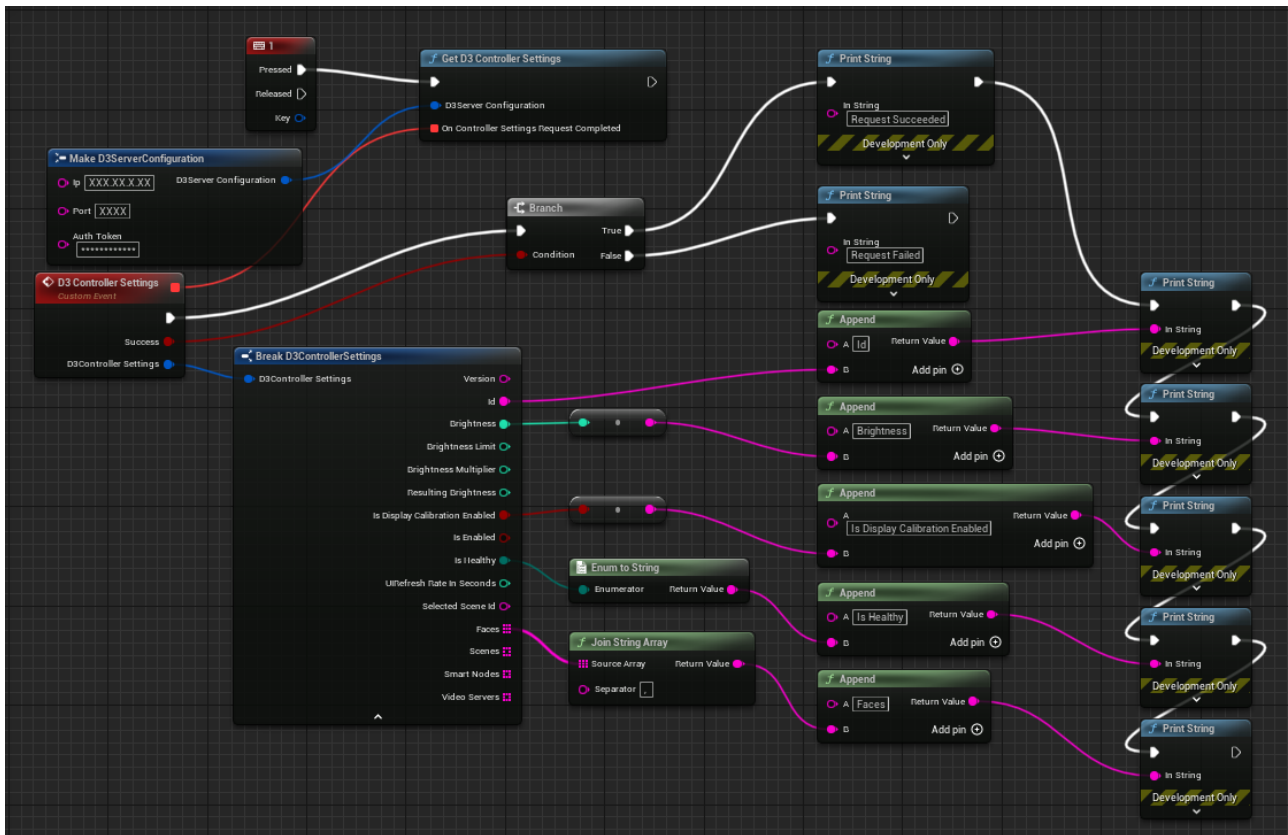 1
Pressed
Released
Key
Get D3 Controller Settings
D3Server Configuration
On Controller Settings Request Completed
Make D3ServerConfiguration
Ip XXX.XX.X.XX D3Server Configuration
Port XXXX
Auth Token
************
D3 Controller Settings
Custom Event
Success
D3Controller Settings
Branch
True
Condition False
Print String
In String
Request Succeeded
Development Only
Print String
In String
Request Failed
Development Only
Break D3ControllerSettings
D3Controller Settings Version
Id
Brightness
Brightness Limit
Brightness Multiplier
Resulting Brightness
Is Display Calibration Enabled
Is Enabled
Is Healthy
UIRefresh Rate In Seconds
Selected Scene Id
Faces
Scenes
Smart Nodes
Video Servers
Enum to String
Enumerator Return Value
Join String Array
Source Array Return Value
Separator ,
Append
A Id Return Value
B Add pin
Append
A Brightness Return Value
B Add pin
Append
A Return Value
Is Display Calibration Enabled
B Add pin
Append
A Is Healthy Return Value
B Add pin
Append
A Faces Return Value
B Add pin
Print String
In String
Development Only
Print String
In String
Development Only
Print String
In String
Development Only
Print String
In String
Development Only
Print String
In String
Development Only